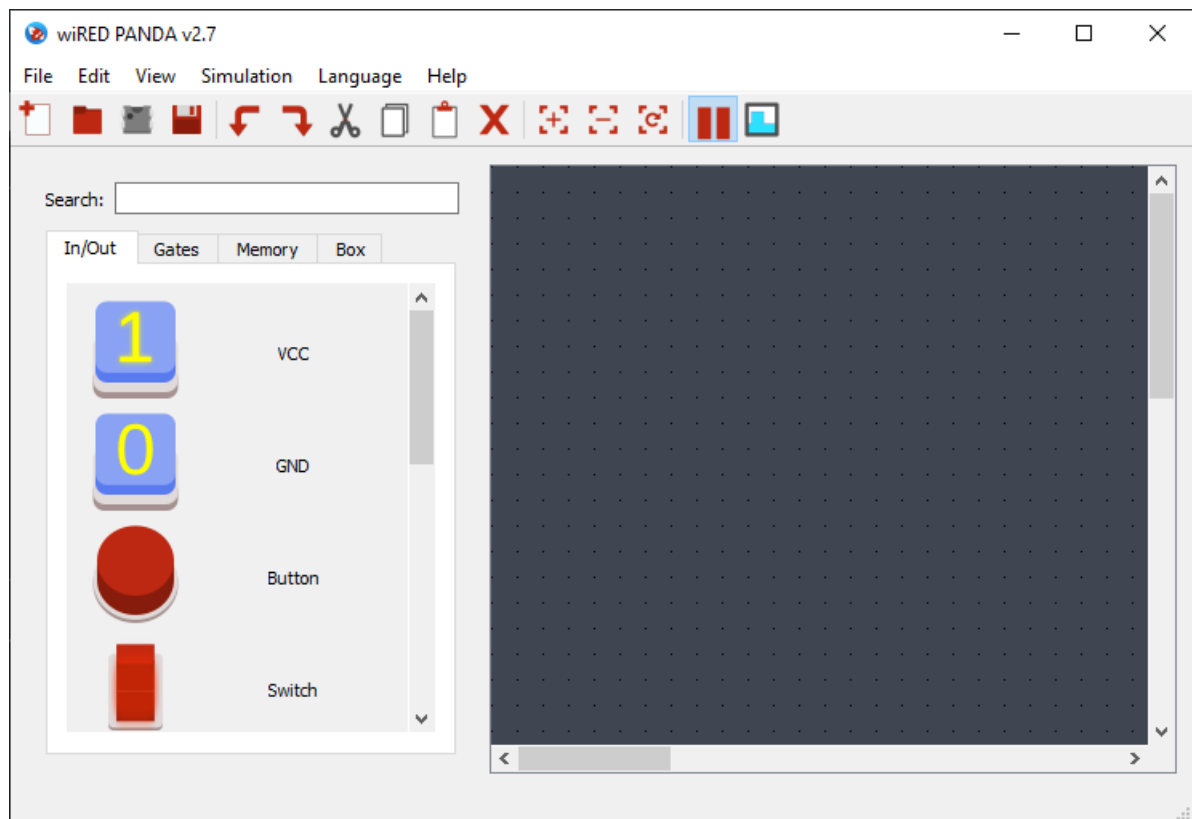 wiRED PANDA v2.7
File Edit View Simulation Language Help
Search:
In/Out Gates Memory Box
1 VCC
0 GND
Button
Switch